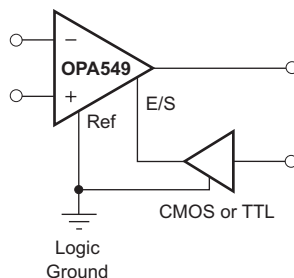 −
OPA549
+
Ref
E/S
CMOS or TTL
Logic
Ground